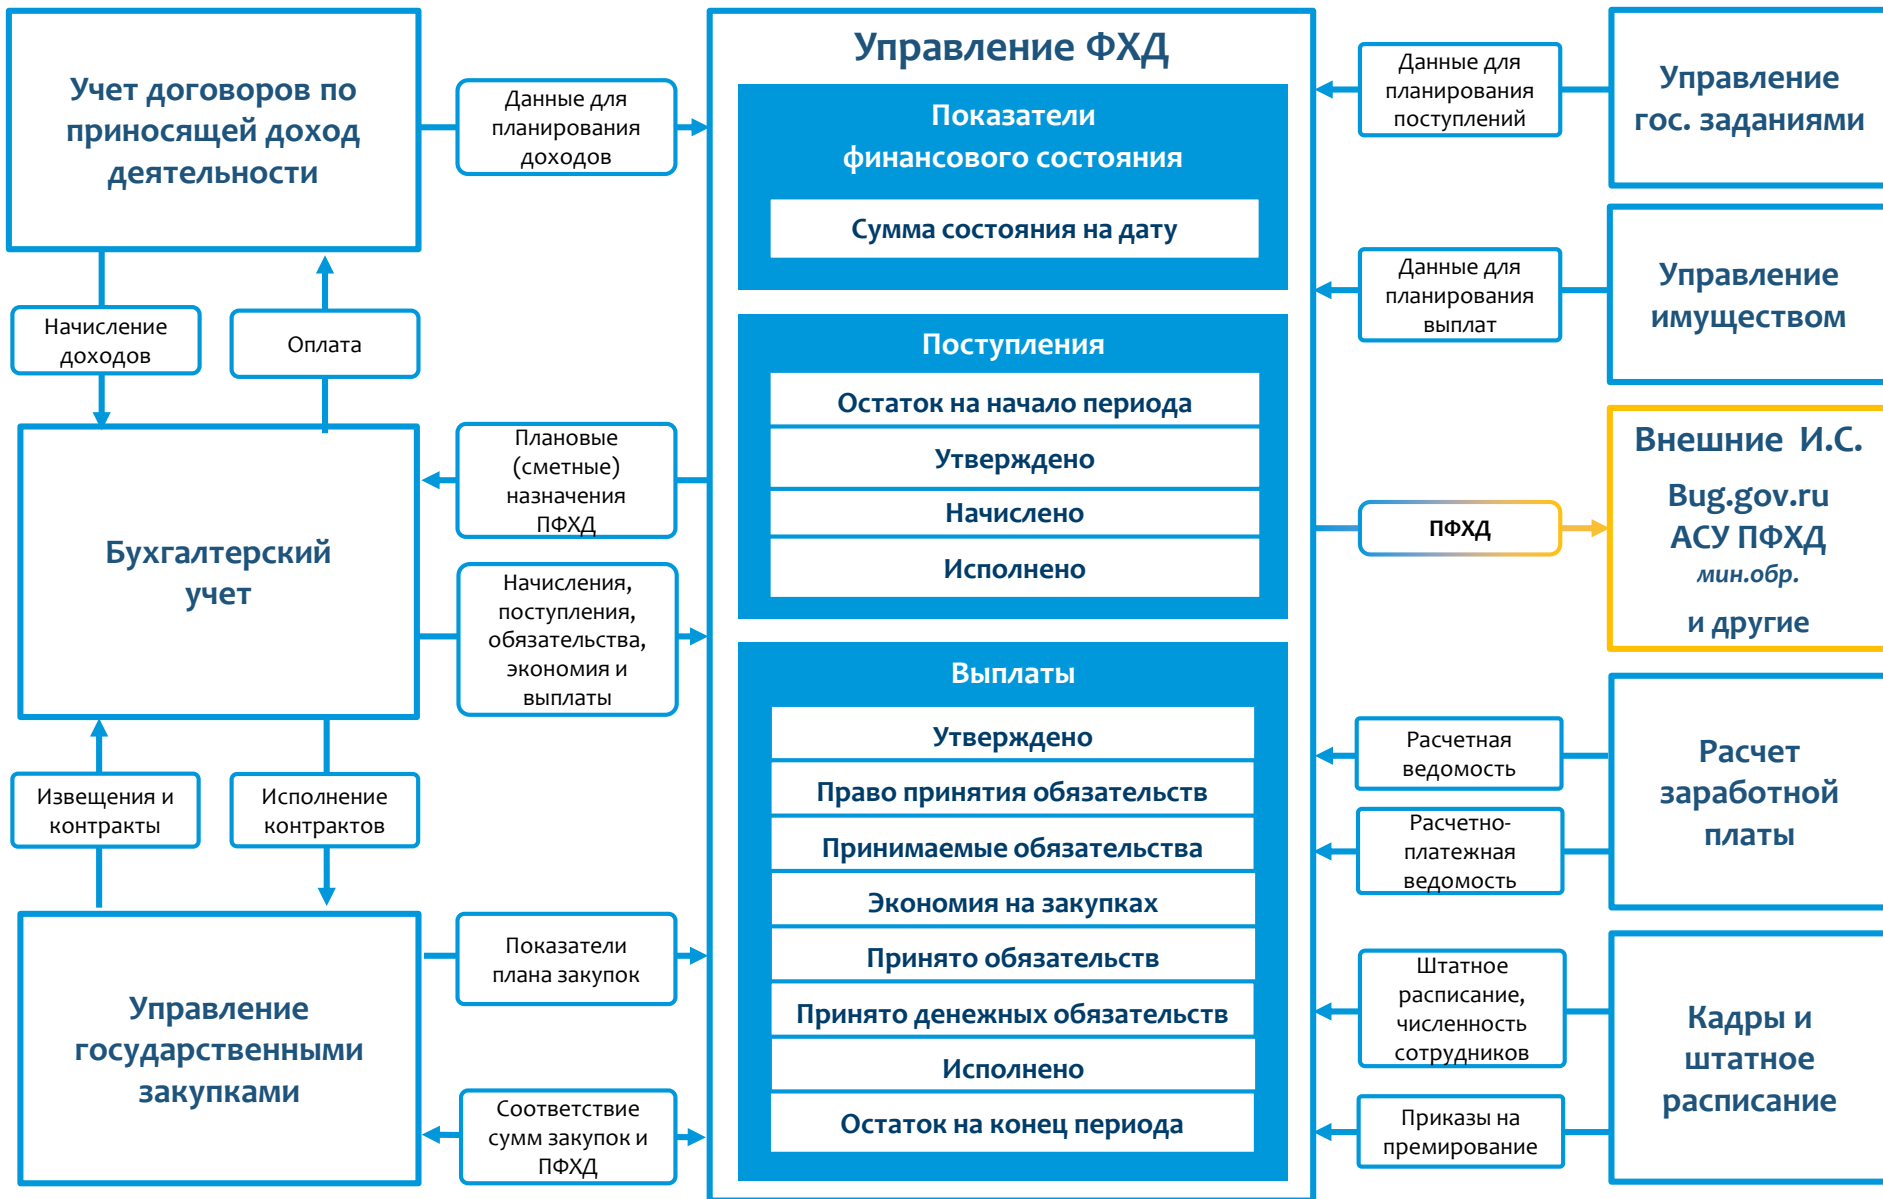 Учет договоров по
приносящей доход
деятельности
Данные для
планирования
доходов
Начисление
доходов
Оплата
Бухгалтерский
учет
Плановые
(сметные)
назначения
ПФХД
Начисления,
поступления,
обязательства,
экономия и
выплаты
Извещения и
контракты
Исполнение
контрактов
Управление
государственными
закупками
Показатели
плана закупок
Соответствие
сумм закупок и
ПФХД
Управление ФХД
Показатели
финансового состояния
Сумма состояния на дату
Поступления
Остаток на начало периода
Утверждено
Начислено
Исполнено
Выплаты
Утверждено
Право принятия обязательств
Принимаемые обязательства
Экономия на закупках
Принято обязательств
Принято денежных обязательств
Исполнено
Остаток на конец периода
Данные для
планирования
поступлений
Управление
гос. заданиями
Данные для
планирования
выплат
Управление
имуществом
ПФХД
Внешние И.С.
Bug.gov.ru
АСУ ПФХД
мин.обр.
и другие
Расчетная
ведомость
Расчетно-
платежная
ведомость
Расчет
заработной
платы
Штатное
расписание,
численность
сотрудников
Приказы на
премирование
Кадры и
штатное
расписание